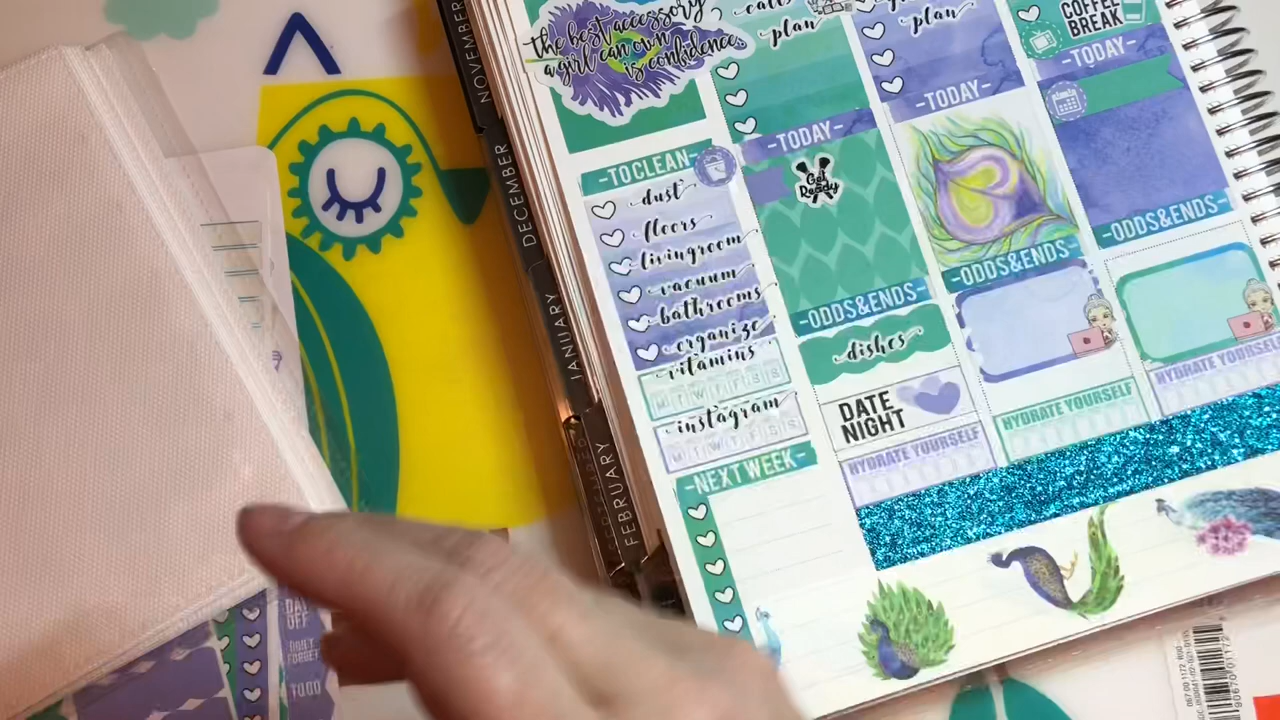 NOVEMBER
DECEMBER
JANUARY
FEBRUARY
the best accessory
a girl can own
is confidence.
-TO CLEAN-
dust
floors
livingroom
vacuum
bathrooms
organize
vitamins
M T W T F S S
instagram
M T W T F S S
-NEXT WEEK-
calls
plan
-TODAY-
Get
Ready
-ODDS&ENDS-
dishes
DATE
NIGHT
HYDRATE YOURSELF
plan
-TODAY-
-ODDS&ENDS-
HYDRATE YOURSELF
COFFEE
BREAK
-TODAY-
-ODDS&ENDS-
HYDRATE YOURSELF
DAY
OFF
DON'T
FORGET
TODO